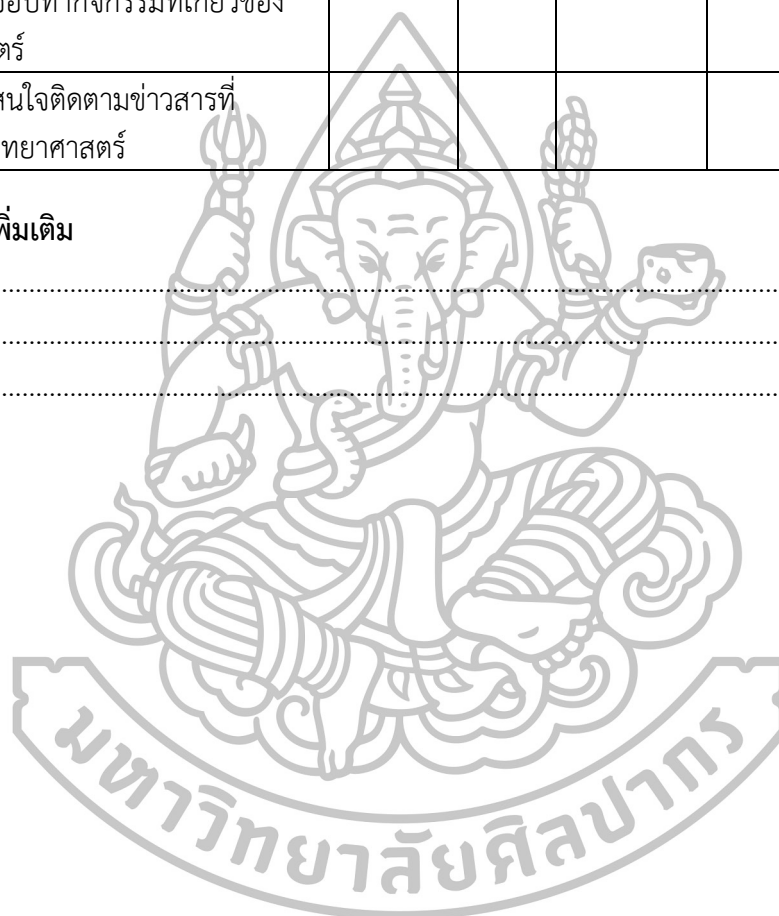 อบทำกิจกรรมที่เกี่ยวข้อง
ตร์
สนใจติดตามข่าวสารที่
ทยาศาสตร์
พิ่มเติม
มหาวิทยาลัยศิลปากร